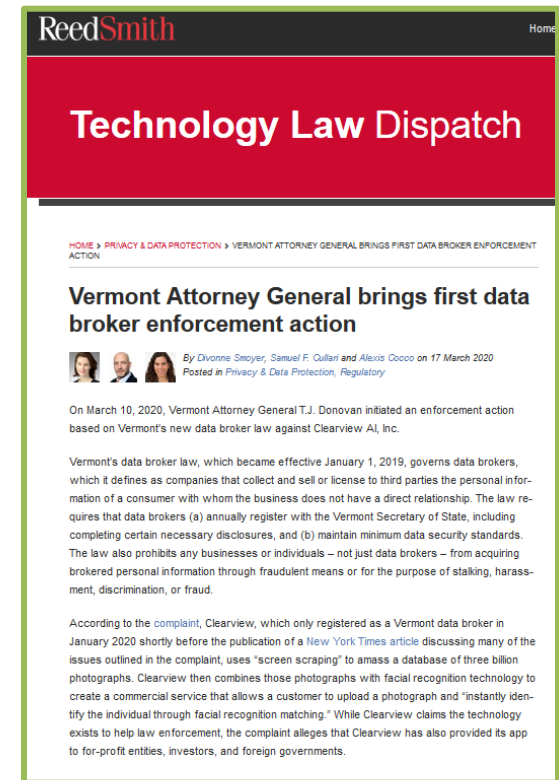 ReedSmith
Home
Technology Law Dispatch
HOME > PRIVACY & DATA PROTECTION > VERMONT ATTORNEY GENERAL BRINGS FIRST DATA BROKER ENFORCEMENT
ACTION
Vermont Attorney General brings first data
broker enforcement action
By Divonne Smoyer, Samuel F. Cullari and Alexis Cocco on 17 March 2020
Posted in Privacy & Data Protection, Regulatory
On March 10, 2020, Vermont Attorney General T.J. Donovan initiated an enforcement action
based on Vermont's new data broker law against Clearview AI, Inc.
Vermont's data broker law, which became effective January 1, 2019, governs data brokers,
which it defines as companies that collect and sell or license to third parties the personal infor-
mation of a consumer with whom the business does not have a direct relationship. The law re-
quires that data brokers (a) annually register with the Vermont Secretary of State, including
completing certain necessary disclosures, and (b) maintain minimum data security standards.
The law also prohibits any businesses or individuals – not just data brokers – from acquiring
brokered personal information through fraudulent means or for the purpose of stalking, harass-
ment, discrimination, or fraud.
According to the complaint, Clearview, which only registered as a Vermont data broker in
January 2020 shortly before the publication of a New York Times article discussing many of the
issues outlined in the complaint, uses "screen scraping" to amass a database of three billion
photographs. Clearview then combines those photographs with facial recognition technology to
create a commercial service that allows a customer to upload a photograph and "instantly iden-
tify the individual through facial recognition matching." While Clearview claims the technology
exists to help law enforcement, the complaint alleges that Clearview has also provided its app
to for-profit entities, investors, and foreign governments.